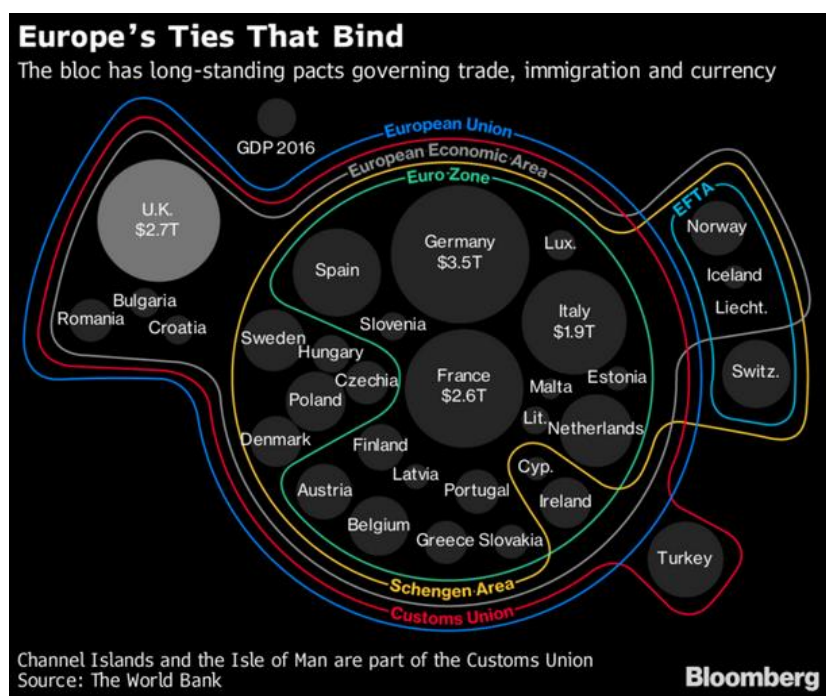 Europe's Ties That Bind
The bloc has long-standing pacts governing trade, immigration and currency
GDP 2016
European Union
European Economic Area
Euro Zone
EFTA
U.K.
$2.7T
Germany
$3.5T
Lux.
Norway
Spain
Iceland
Bulgaria
Liecht.
Romania
Croatia
Slovenia
Italy
$1.9T
Sweden
Hungary
Czechia
France
$2.6T
Malta
Estonia
Switz.
Poland
Lit.
Netherlands
Denmark
Finland
Latvia
Cyp.
Austria
Portugal
Ireland
Belgium
Greece
Slovakia
Turkey
Schengen Area
Customs Union
Channel Islands and the Isle of Man are part of the Customs Union
Source: The World Bank
Bloomberg